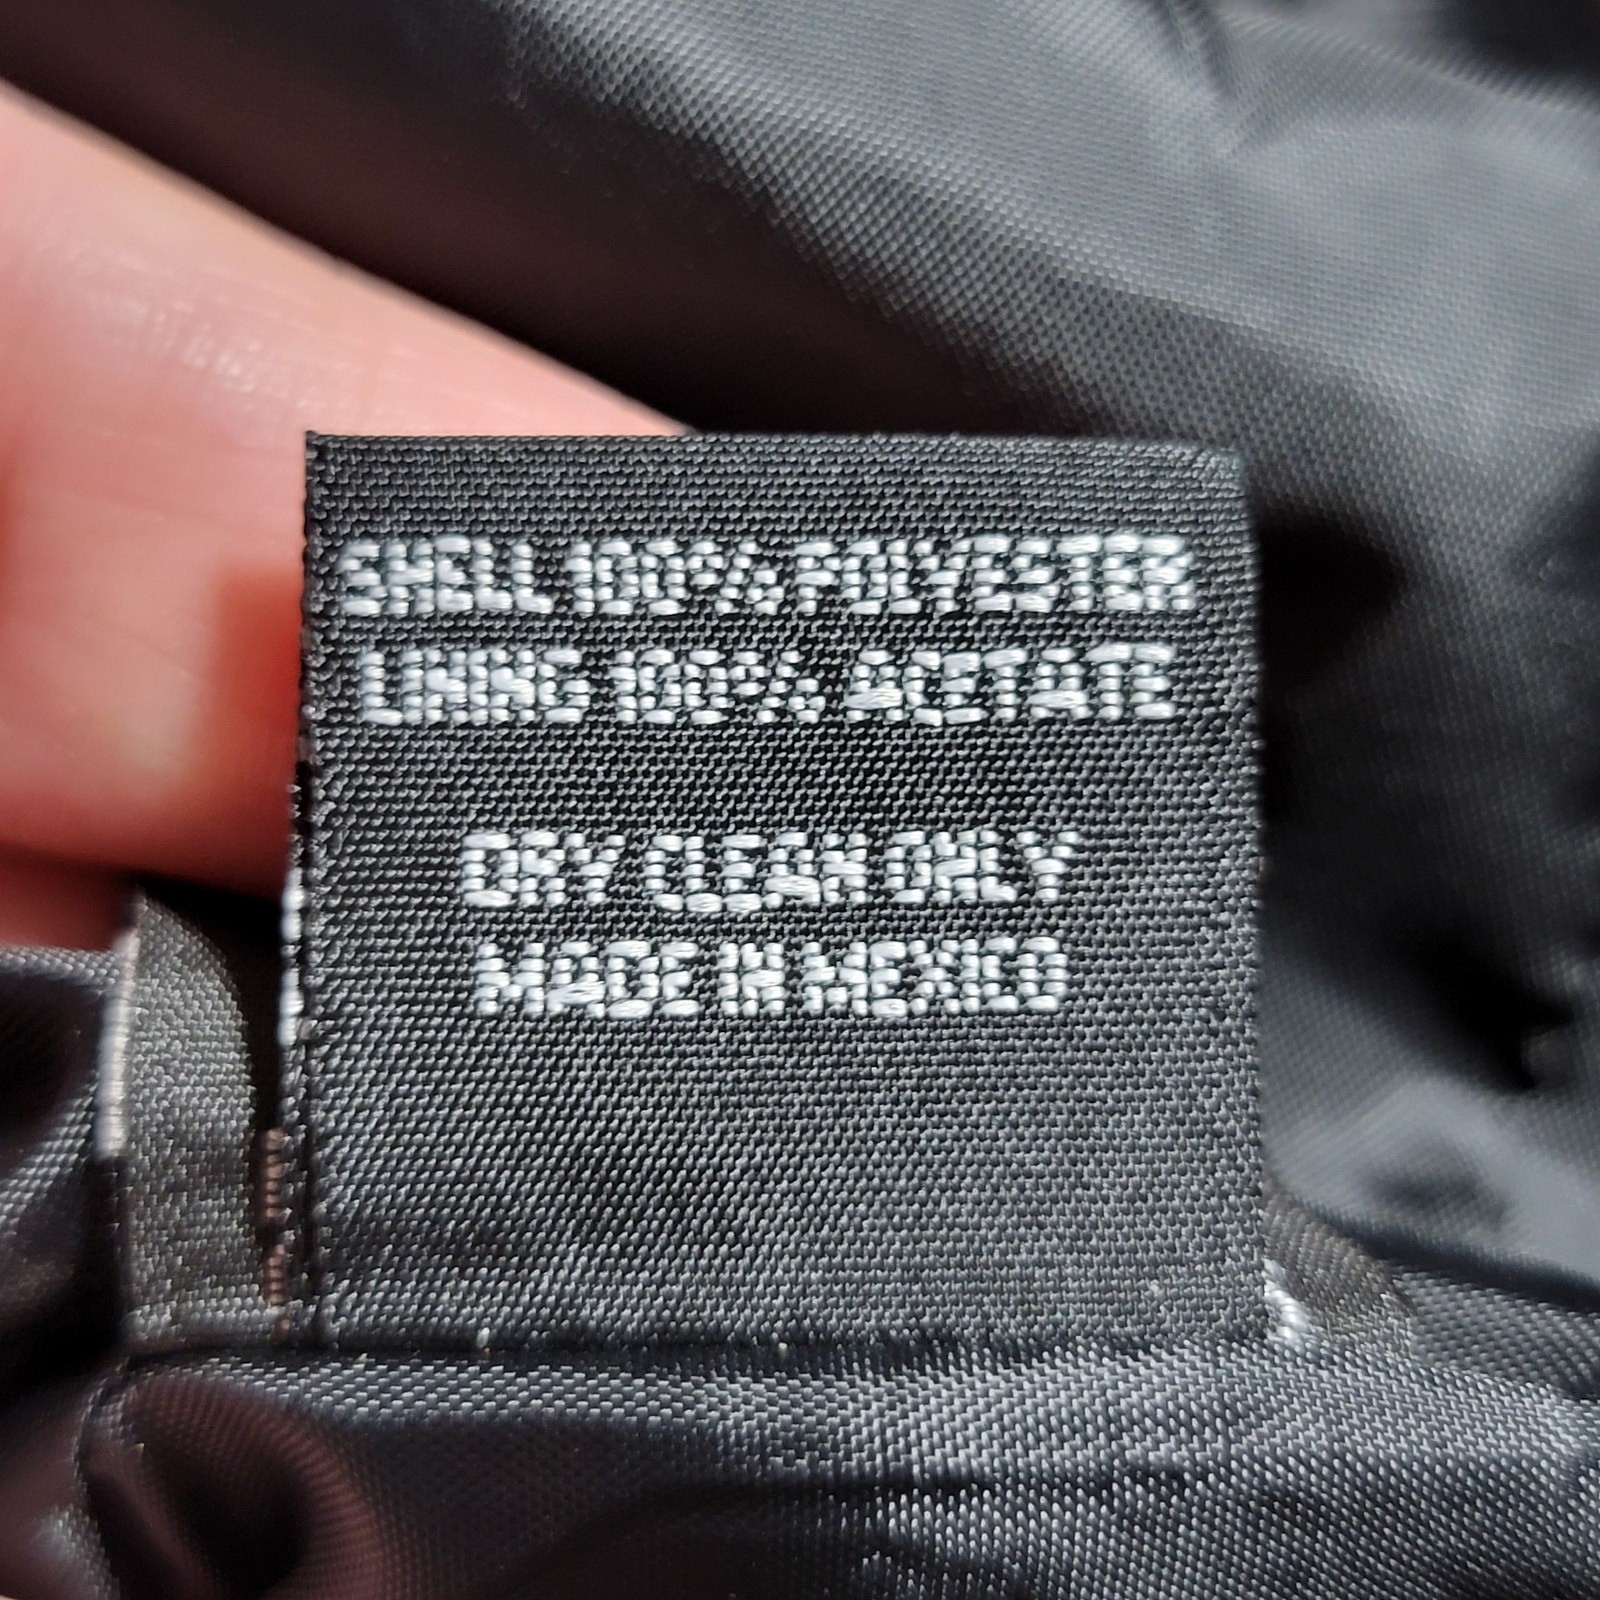 SHELL 100% POLYESTER
LINING 100% ACETATE
DRY CLEAN ONLY
MADE IN MEXICO